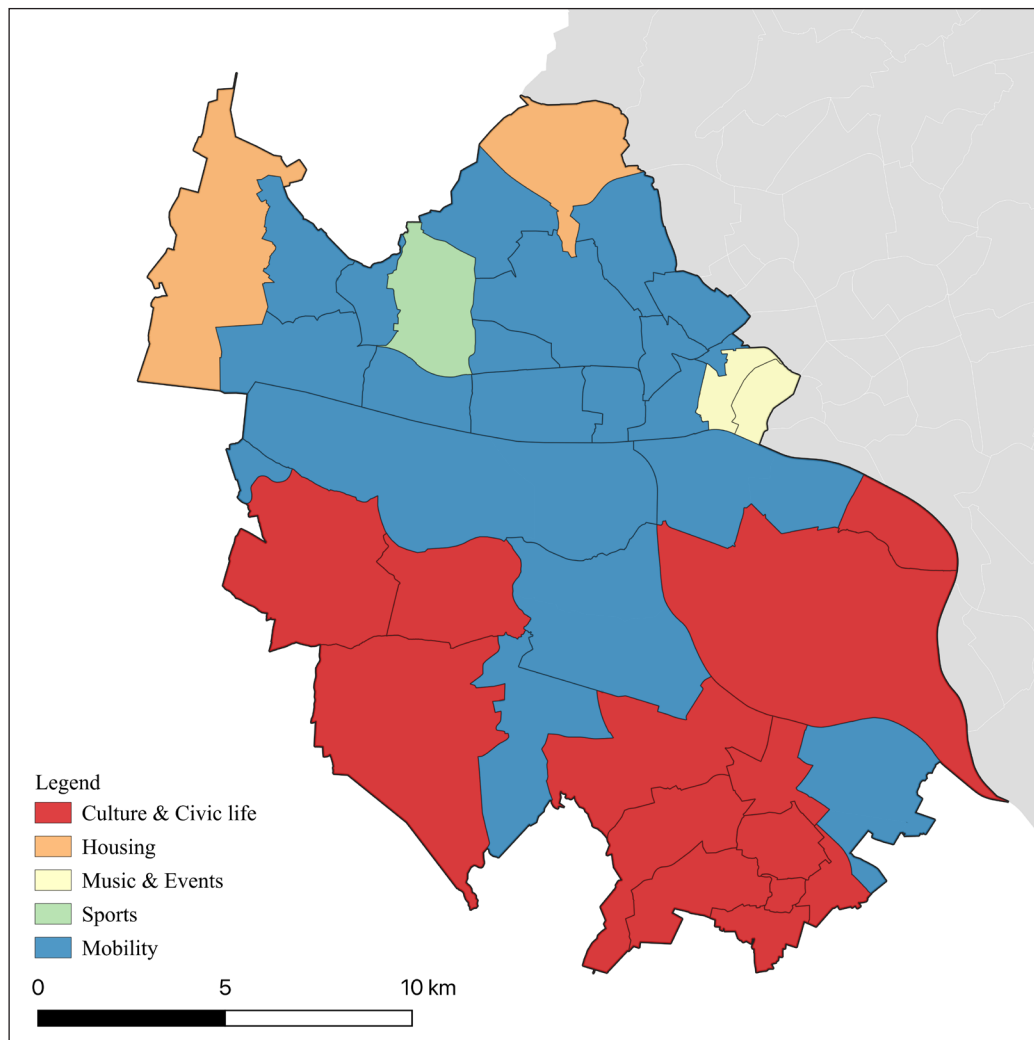 Legend
Culture & Civic life
Housing
Music & Events
Sports
Mobility
0 5 10 km